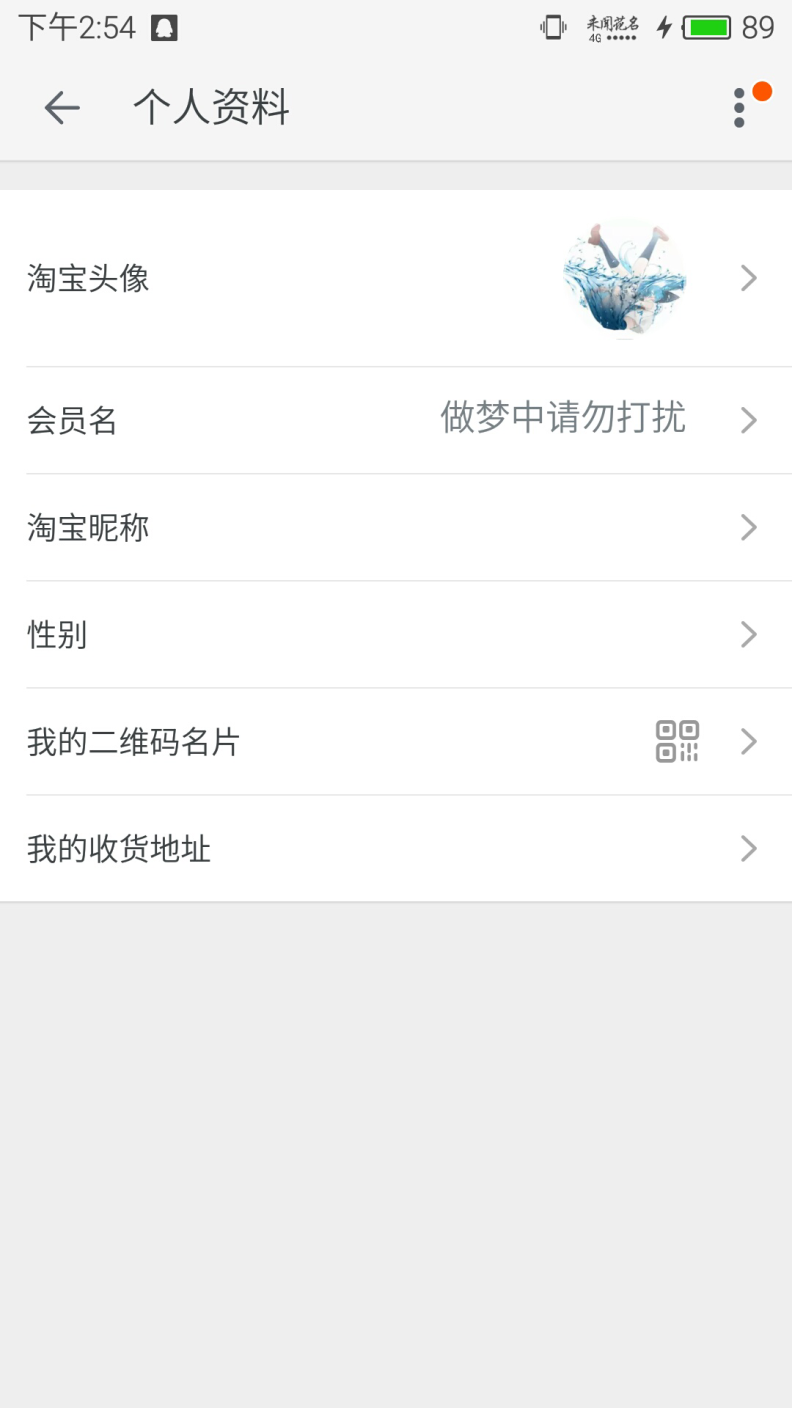 下午2:54
未闻花名
4G
89
个人资料
淘宝头像
会员名
做梦中请勿打扰
淘宝昵称
性别
我的二维码名片
我的收货地址